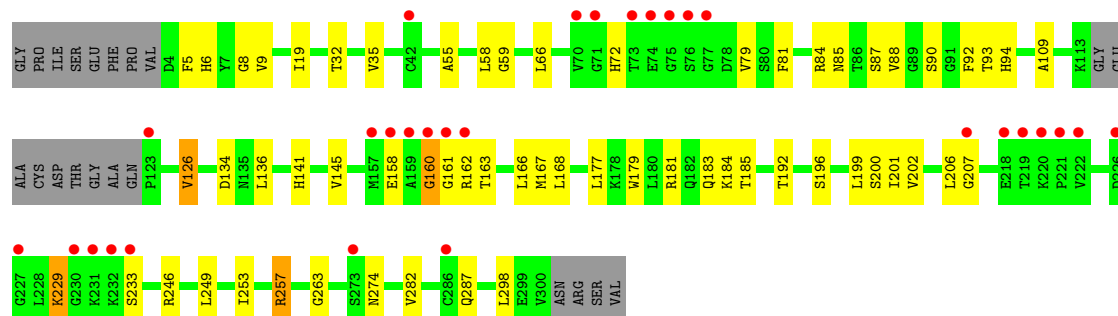 GLY PRO ILE SER GLU PHE PRO VAL D4 F5 H6 Y7 G8 V9 I19 T32 V35 C42 A55 L58 G59 L66 V70 G71 H72 T73 E74 G75 S76 G77 D78 V79 S80 F81 R84 N85 T86 S87 V88 G89 S90 G91 F92 T93 H94 A109 K113 GLY GLU
ALA CYS ASP THR GLY ALA GLN P123 V126 D134 N135 L136 H141 V145 M157 E158 A159 G160 G161 R162 T163 L166 M167 L168 L177 K178 W179 L180 R181 Q182 Q183 K184 T185 T192 S196 L199 S200 I201 V202 L206 G207 E218 T219 K220 P221 V222 D226
G227 L228 K229 G230 K231 K232 S233 R246 L249 I253 R257 G263 S273 N274 V282 C286 Q287 L298 E299 V300 ASN ARG SER VAL